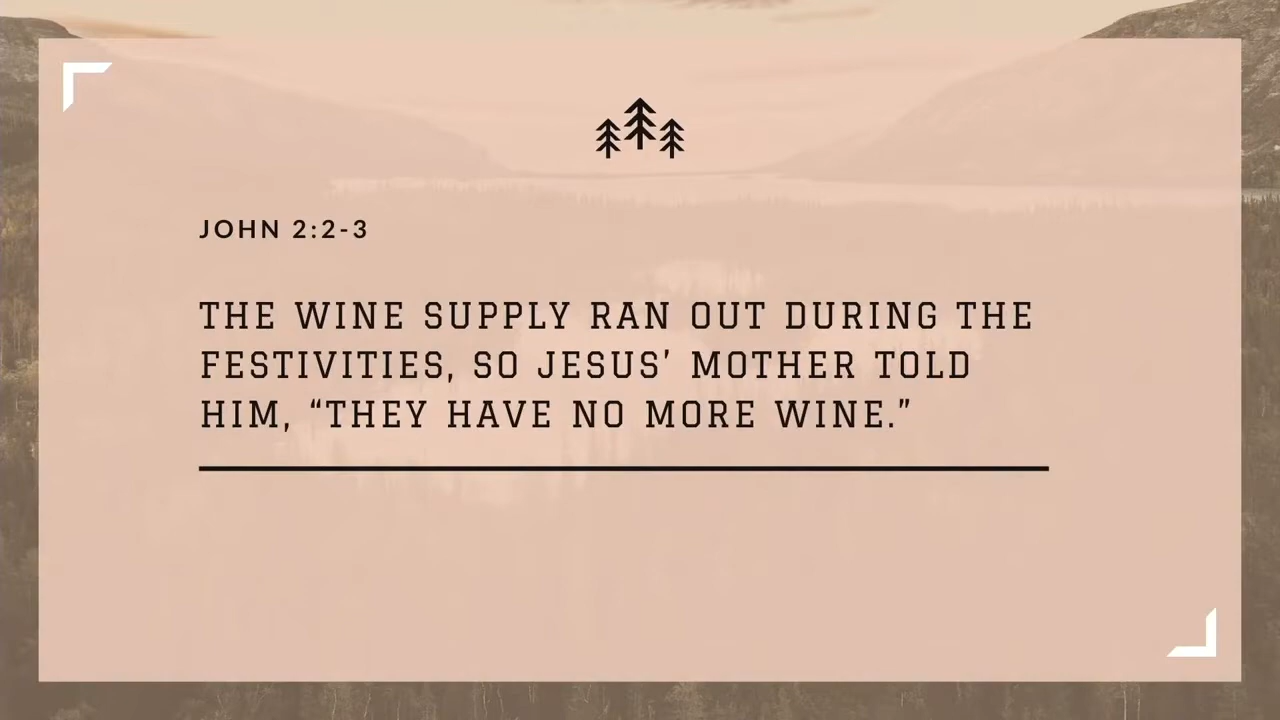 JOHN 2:2-3
THE WINE SUPPLY RAN OUT DURING THE
FESTIVITIES, SO JESUS’ MOTHER TOLD
HIM, “THEY HAVE NO MORE WINE.”